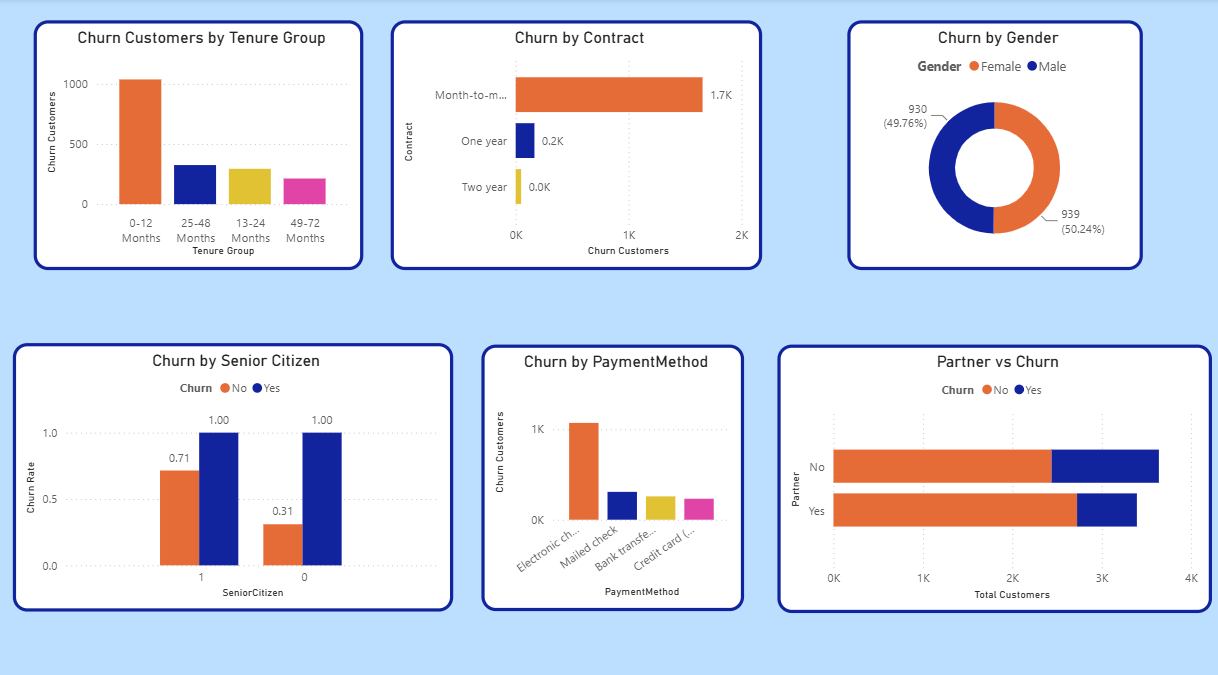 Churn Customers by Tenure Group
Churn Customers
1000
500
0
0-12 Months
25-48 Months
13-24 Months
49-72 Months
Tenure Group
Churn by Contract
Contract
Month-to-m...
1.7K
One year
0.2K
Two year
0.0K
0K
1K
2K
Churn Customers
Churn by Gender
Gender Female Male
930
(49.76%)
939
(50.24%)
Churn by Senior Citizen
Churn No Yes
Churn Rate
1.0
0.5
0.0
0.71
1.00
0.31
1.00
1
0
SeniorCitizen
Churn by PaymentMethod
Churn Customers
1K
0K
Electronic ch...
Mailed check
Bank transfe...
Credit card (...
PaymentMethod
Partner vs Churn
Churn No Yes
Partner
No
Yes
0K
1K
2K
3K
4K
Total Customers